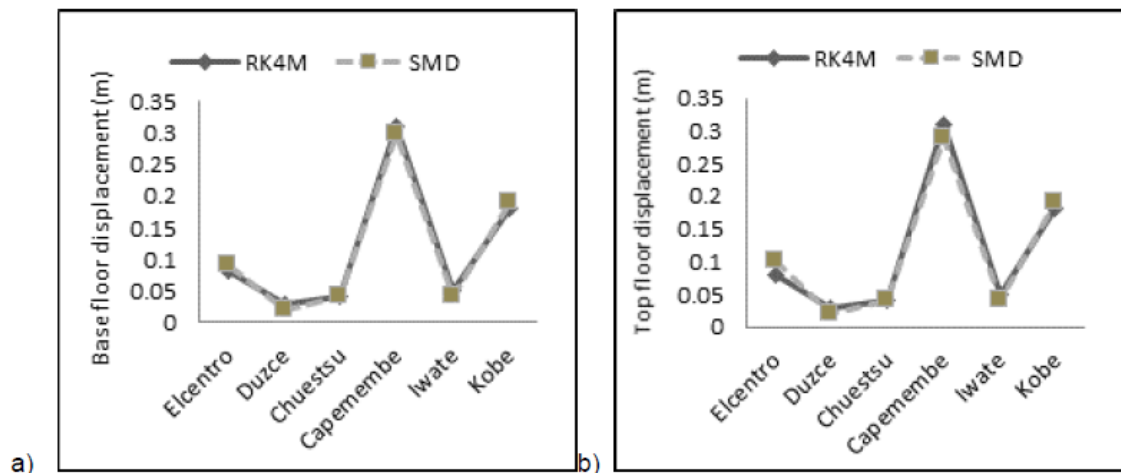 RK4M SMD
Base floor displacement (m)
0.35
0.3
0.25
0.2
0.15
0.1
0.05
0
Elcentro
Duzce
Chuestsu
Capemembe
Iwate
Kobe
a)
RK4M SMD
Top floor displacement (m)
0.35
0.3
0.25
0.2
0.15
0.1
0.05
0
Elcentro
Duzce
Chuestsu
Capemembe
Iwate
Kobe
b)